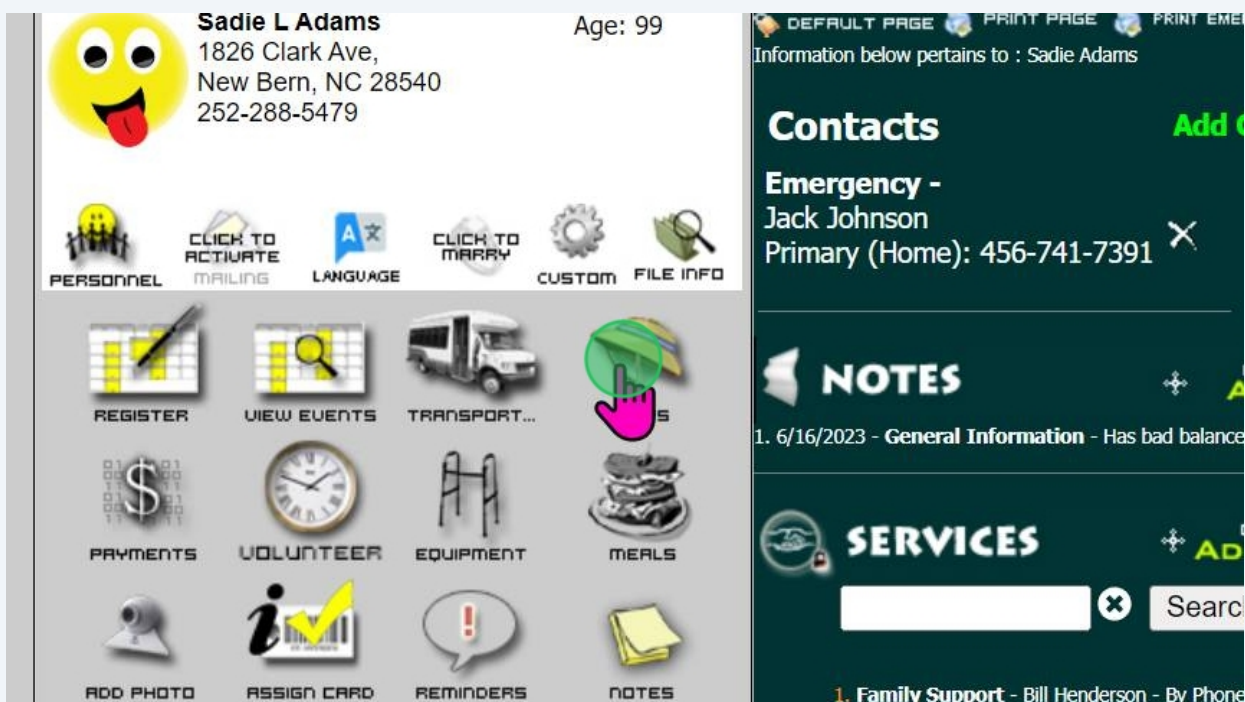 Sadie L Adams
Age: 99
1826 Clark Ave,
New Bern, NC 28540
252-288-5479
PERSONNEL
CLICK TO
ACTIVATE
MAILING
A 文
LANGUAGE
CLICK TO
MARRY
CUSTOM
FILE INFO
REGISTER
VIEW EVENTS
TRANSPORT...
PAYMENTS
VOLUNTEER
EQUIPMENT
MEALS
ADD PHOTO
ASSIGN CARD
REMINDERS
NOTES
DEFAULT PAGE
PRINT PAGE
PRINT
Information below pertains to : Sadie Adams
Contacts
Add
Emergency -
Jack Johnson
Primary (Home): 456-741-7391
NOTES
1. 6/16/2023 - General Information - Has bad balance
SERVICES
Search
1. Family Support - Bill Henderson - By Phone